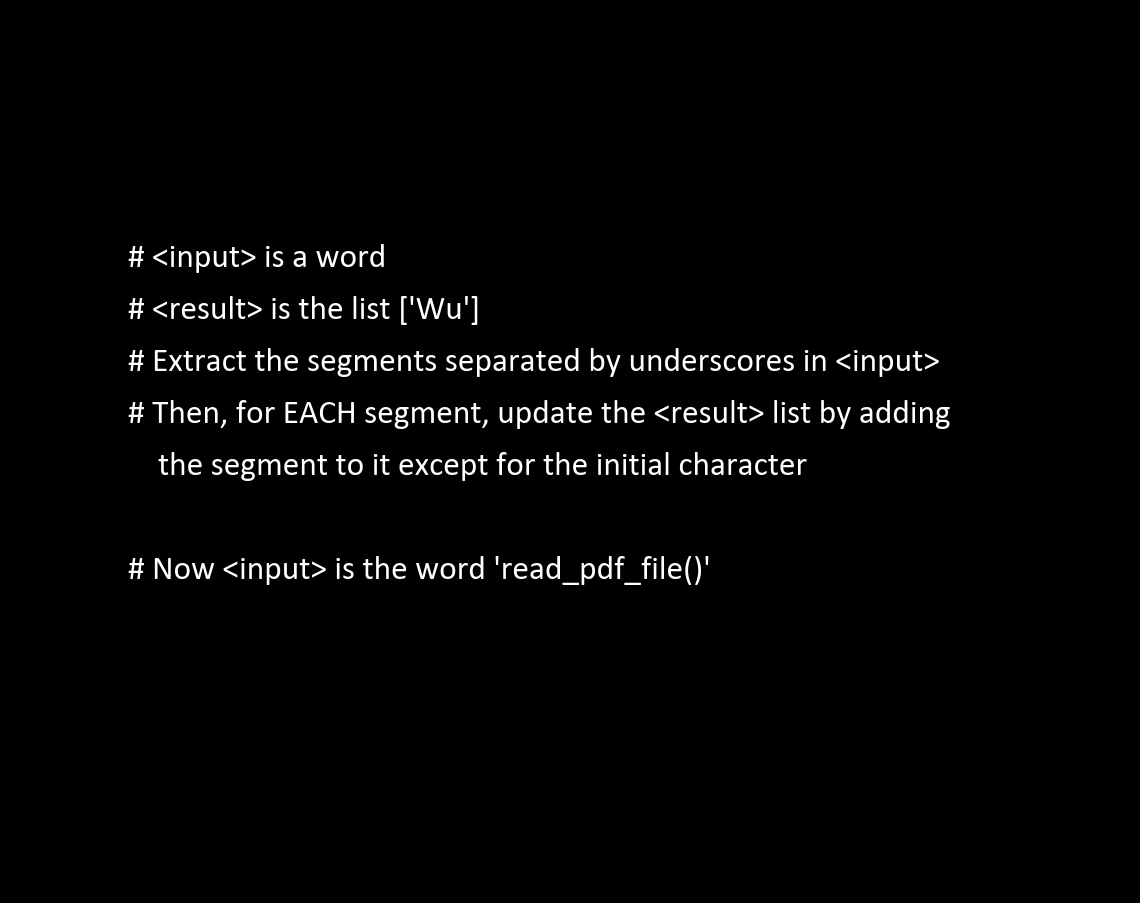 # <input> is a word
# <result> is the list ['Wu']
# Extract the segments separated by underscores in <input>
# Then, for EACH segment, update the <result> list by adding
the segment to it except for the initial character
# Now <input> is the word 'read_pdf_file()'